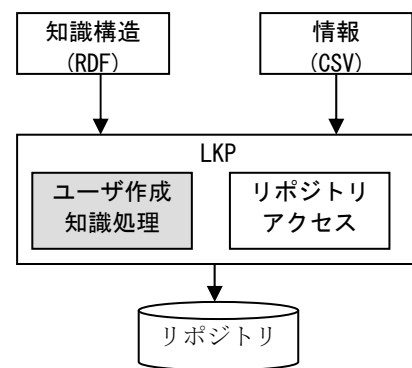 知識構造
(RDF)
情報
(CSV)
LKP
ユーザ作成
知識処理
リポジトリ
アクセス
リポジトリ